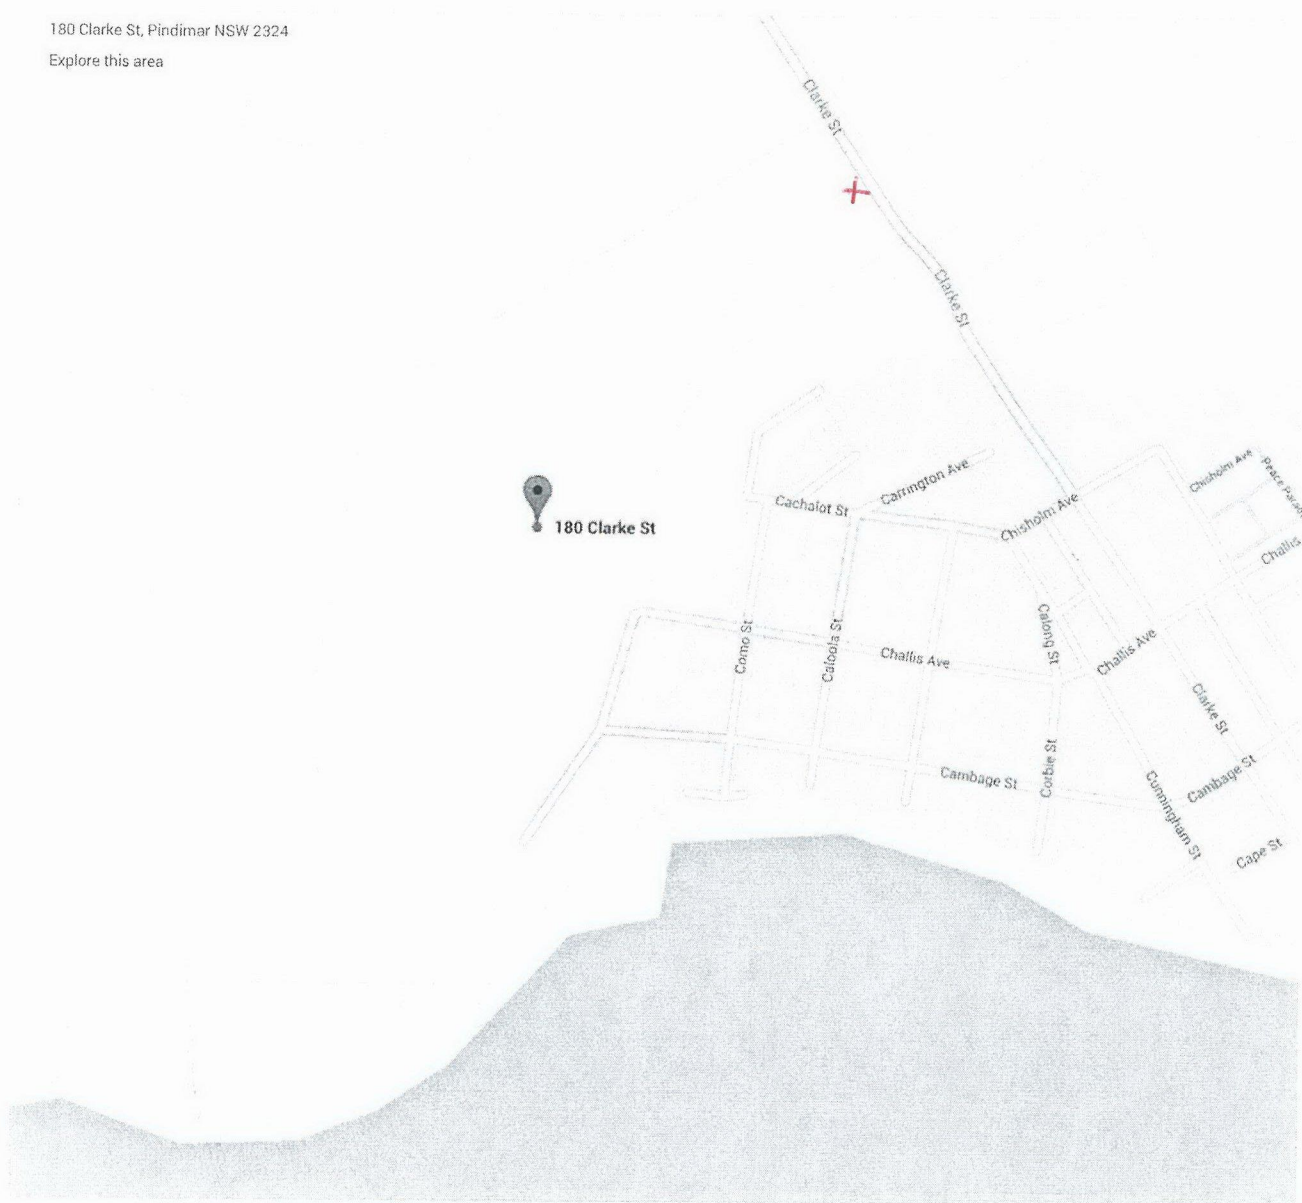 180 Clarke St, Pindimar NSW 2324
Explore this area
Clarke St
Clarke St
Carrington Ave
Cachalot St
Chisholm Ave
Chisholm Ave
Peace Parad
180 Clarke St
Challis
Como St
Caloola St
Challis Ave
Calong St
Challis Ave
Clarke St
Cambage St
Corbie St
Cunningham St
Cambage St
Cape St